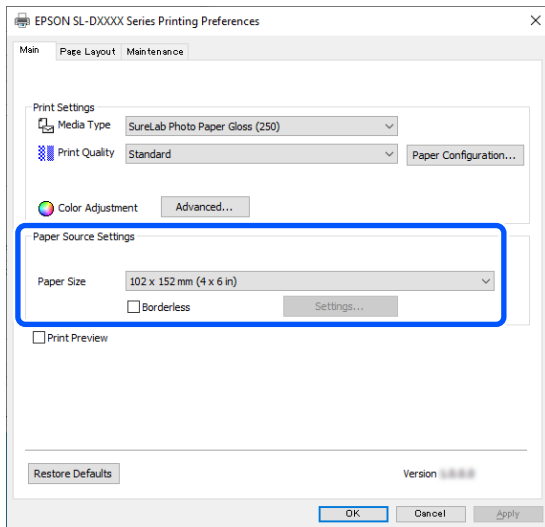 EPSON SL-DXXXX Series Printing Preferences
Main Page Layout Maintenance
Print Settings
Media Type SureLab Photo Paper Gloss (250)
Print Quality Standard Paper Configuration...
Color Adjustment Advanced...
Paper Source Settings
Paper Size 102 x 152 mm (4 x 6 in)
Borderless Settings...
Print Preview
Restore Defaults Version
OK Cancel Apply